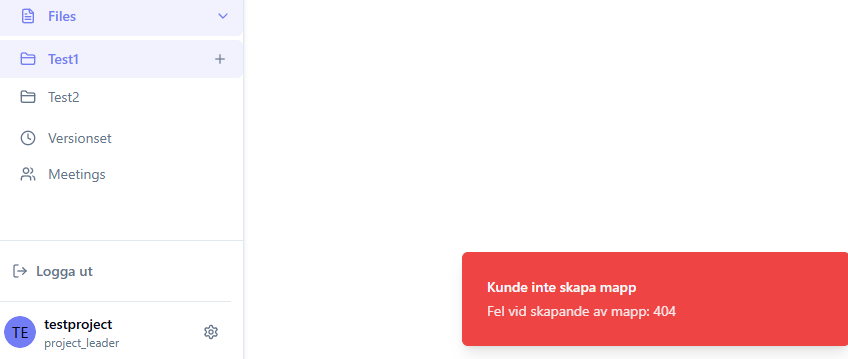 Files
Test1
Test2
Versionset
Meetings
Logga ut
TE
testproject
project_leader
Kunde inte skapa mapp
Fel vid skapande av mapp: 404